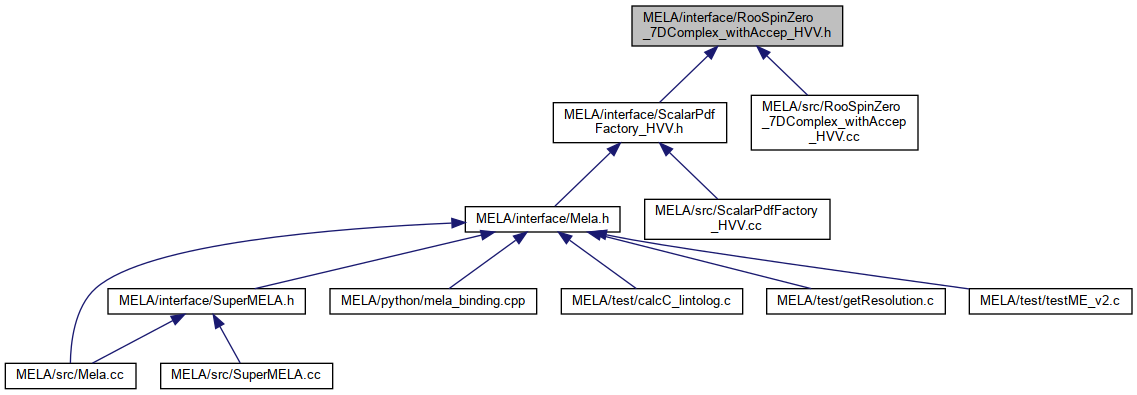 MELA/interface/RooSpinZero
_7DComplex_withAccep_HVV.h
MELA/interface/ScalarPdf
Factory_HVV.h
MELA/src/RooSpinZero
_7DComplex_withAccep
_HVV.cc
MELA/interface/Mela.h
MELA/src/ScalarPdfFactory
_HVV.cc
MELA/interface/SuperMELA.h
MELA/python/mela_binding.cpp
MELA/test/calcC_lintolog.c
MELA/test/getResolution.c
MELA/test/testME_v2.c
MELA/src/Mela.cc
MELA/src/SuperMELA.cc